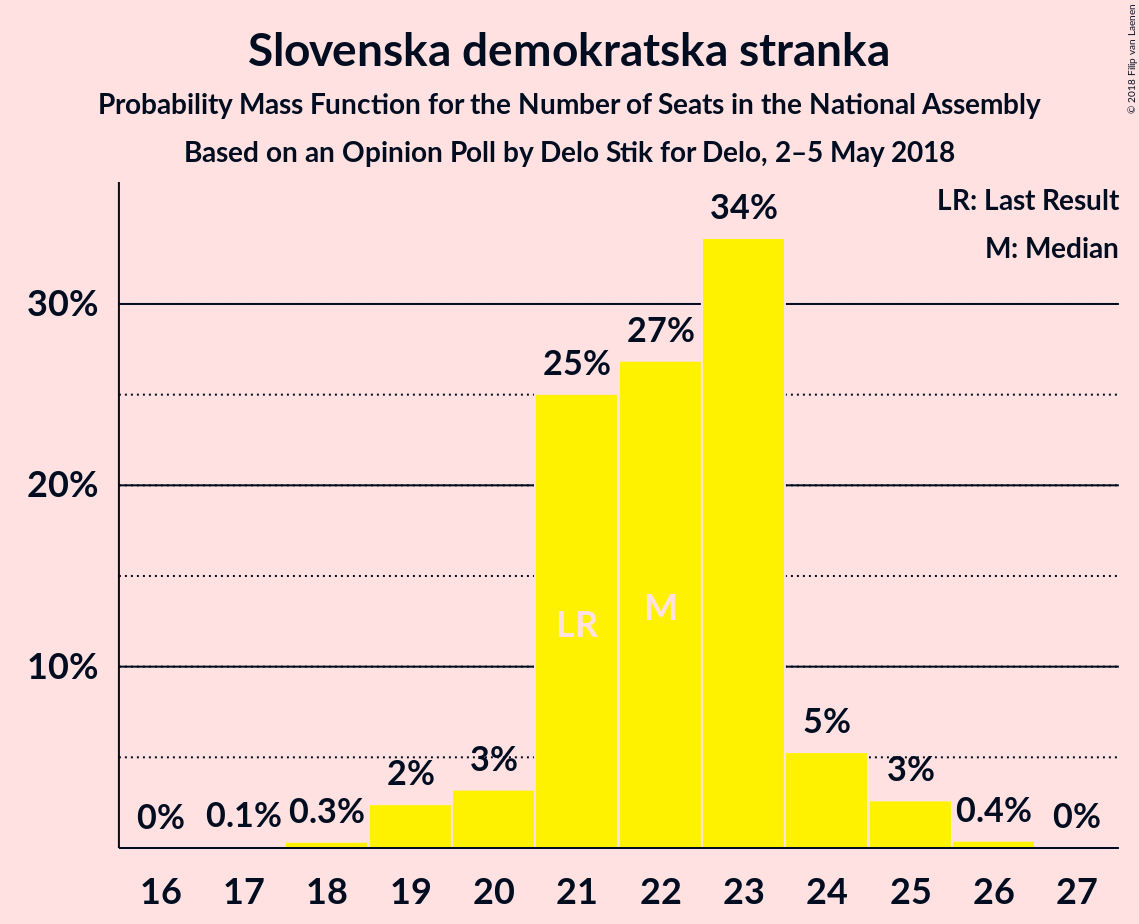 Slovenska demokratska stranka
Probability Mass Function for the Number of Seats in the National Assembly
Based on an Opinion Poll by Delo Stik for Delo, 2–5 May 2018
© 2018 Filip van Laenen
LR: Last Result
M: Median
30%
20%
10%
0%
0.1%
0.3%
2%
3%
25%
27%
34%
5%
3%
0.4%
0%
LR
M
16 17 18 19 20 21 22 23 24 25 26 27